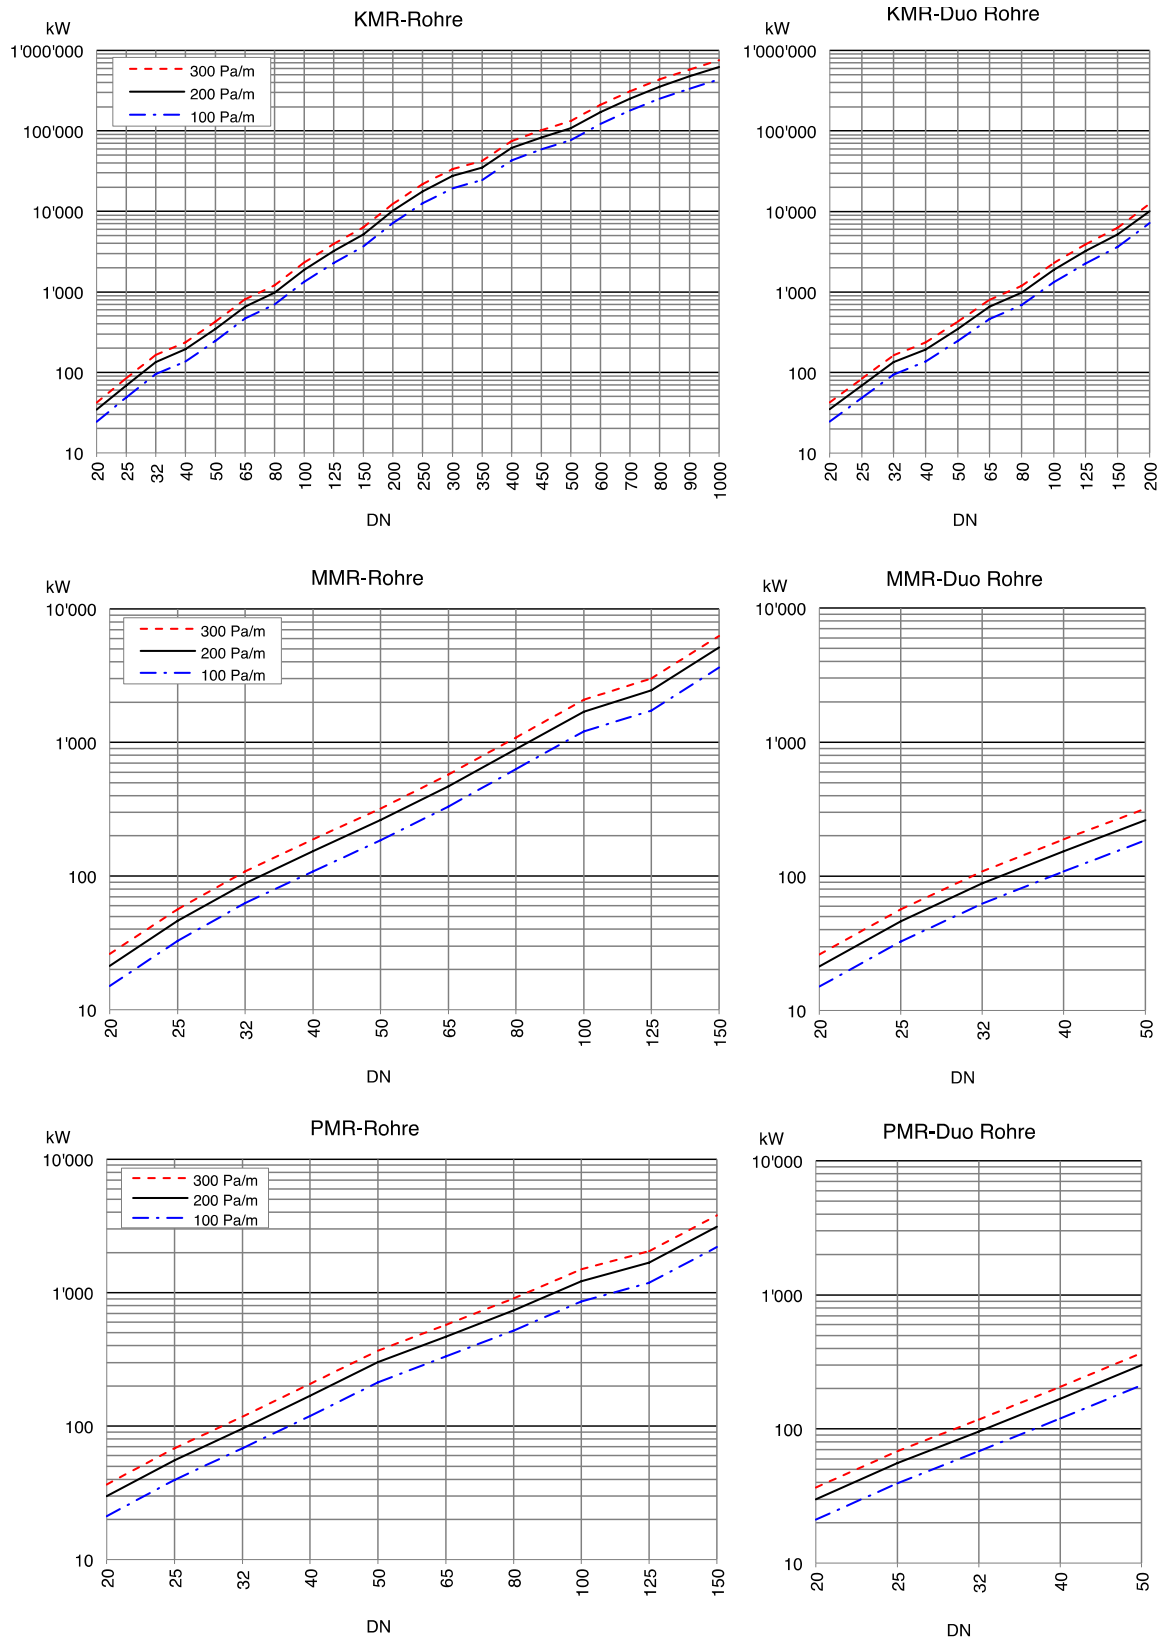 KMR-Rohre
kW
1'000'000
100'000
10'000
1'000
100
10
300 Pa/m
200 Pa/m
100 Pa/m
20 25 32 40 50 65 80 100 125 150 200 250 300 350 400 450 500 600 700 800 900 1000
DN
KMR-Duo Rohre
kW
1'000'000
100'000
10'000
1'000
100
10
20 25 32 40 50 65 80 100 125 150 200
DN
MMR-Rohre
kW
10'000
1'000
100
10
300 Pa/m
200 Pa/m
100 Pa/m
20 25 32 40 50 65 80 100 125 150
DN
MMR-Duo Rohre
kW
10'000
1'000
100
10
20 25 32 40 50
DN
PMR-Rohre
kW
10'000
1'000
100
10
300 Pa/m
200 Pa/m
100 Pa/m
20 25 32 40 50 65 80 100 125 150
DN
PMR-Duo Rohre
kW
10'000
1'000
100
10
20 25 32 40 50
DN